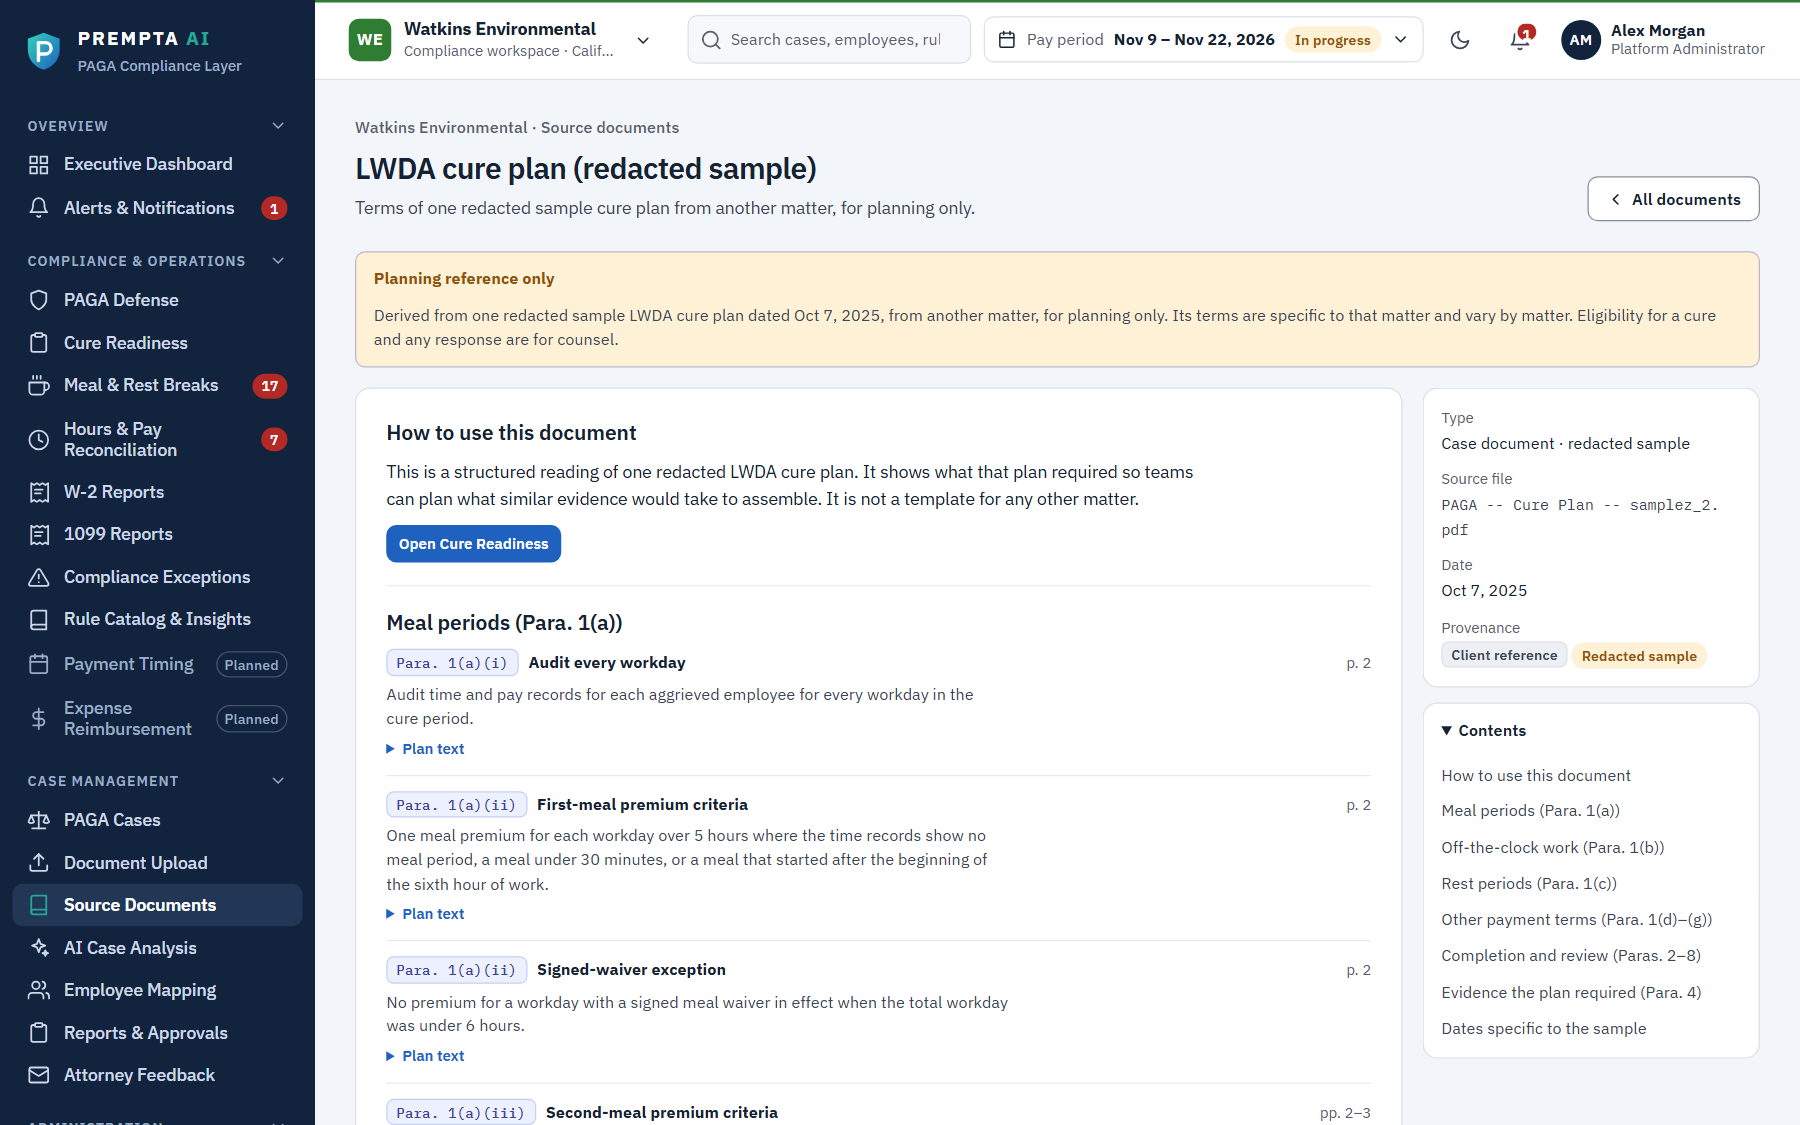 PREMPTA AI
PAGA Compliance Layer
OVERVIEW
Executive Dashboard
Alerts & Notifications 1
COMPLIANCE & OPERATIONS
PAGA Defense
Cure Readiness
Meal & Rest Breaks 17
Hours & Pay
Reconciliation 7
W-2 Reports
1099 Reports
Compliance Exceptions
Rule Catalog & Insights
Payment Timing Planned
Expense
Reimbursement Planned
CASE MANAGEMENT
PAGA Cases
Document Upload
Source Documents
AI Case Analysis
Employee Mapping
Reports & Approvals
Attorney Feedback
ADMINISTRATION
WE
Watkins Environmental
Compliance workspace · Calif...
Search cases, employees, rul
Pay period Nov 9 – Nov 22, 2026 In progress
1
AM
Alex Morgan
Platform Administrator
Watkins Environmental · Source documents
LWDA cure plan (redacted sample)
Terms of one redacted sample cure plan from another matter, for planning only.
All documents
Planning reference only
Derived from one redacted sample LWDA cure plan dated Oct 7, 2025, from another matter, for planning only. Its terms are specific to that matter and vary by matter. Eligibility for a cure
and any response are for counsel.
How to use this document
This is a structured reading of one redacted LWDA cure plan. It shows what that plan required so teams
can plan what similar evidence would take to assemble. It is not a template for any other matter.
Open Cure Readiness
Meal periods (Para. 1(a))
Para. 1(a)(i) Audit every workday p. 2
Audit time and pay records for each aggrieved employee for every workday in the
cure period.
Plan text
Para. 1(a)(ii) First-meal premium criteria p. 2
One meal premium for each workday over 5 hours where the time records show no
meal period, a meal under 30 minutes, or a meal that started after the beginning of
the sixth hour of work.
Plan text
Para. 1(a)(ii) Signed-waiver exception p. 2
No premium for a workday with a signed meal waiver in effect when the total workday
was under 6 hours.
Plan text
Para. 1(a)(iii) Second-meal premium criteria pp. 2–3
Type
Case document · redacted sample
Source file
PAGA -- Cure Plan -- samplez_2.
pdf
Date
Oct 7, 2025
Provenance
Client reference Redacted sample
Contents
How to use this document
Meal periods (Para. 1(a))
Off-the-clock work (Para. 1(b))
Rest periods (Para. 1(c))
Other payment terms (Para. 1(d)–(g))
Completion and review (Paras. 2–8)
Evidence the plan required (Para. 4)
Dates specific to the sample